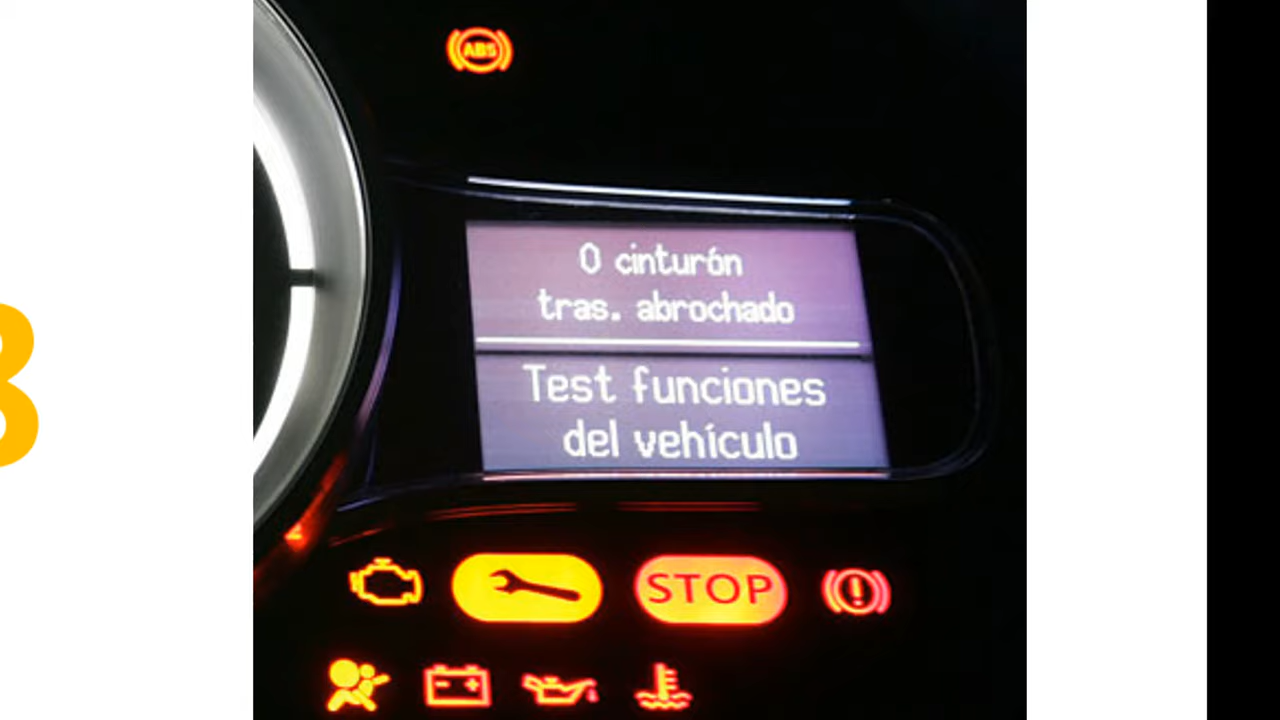 ABS
0 cinturón
tras. abrochado
Test funciones
del vehículo
STOP